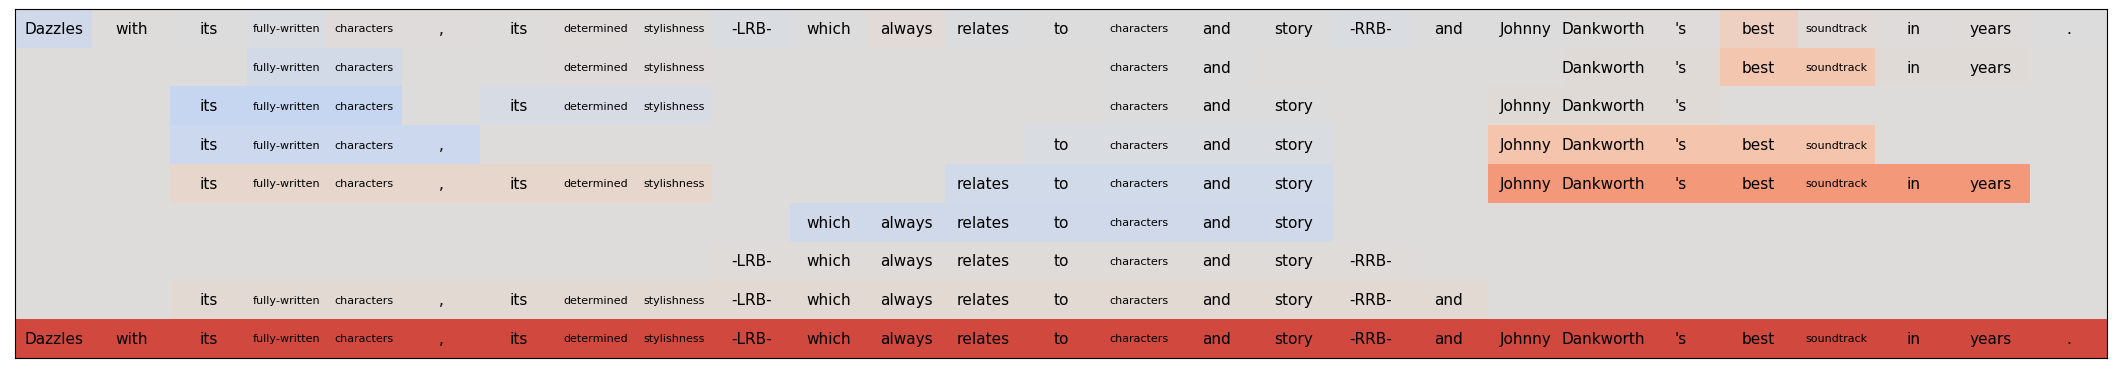 Dazzles with its fully-written characters , its determined stylishness -LRB- which always relates to characters and story -RRB- and Johnny Dankworth 's best soundtrack in years .
fully-written characters determined stylishness characters and Dankworth 's best soundtrack in years
its fully-written characters its determined stylishness characters and story Johnny Dankworth 's
its fully-written characters , to characters and story Johnny Dankworth 's best soundtrack
its fully-written characters , its determined stylishness relates to characters and story Johnny Dankworth 's best soundtrack in years
which always relates to characters and story
-LRB- which always relates to characters and story -RRB-
its fully-written characters , its determined stylishness -LRB- which always relates to characters and story -RRB- and
Dazzles with its fully-written characters , its determined stylishness -LRB- which always relates to characters and story -RRB- and Johnny Dankworth 's best soundtrack in years .